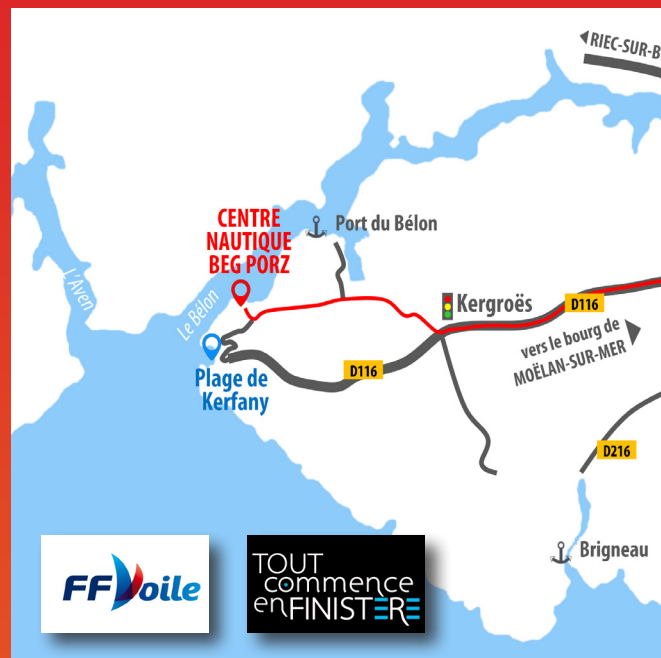 RIEC-SUR-B
CENTRE
NAUTIQUE
BEG PORZ
Port du Bélon
L'Aven
Le Bélon
Kergroës
D116
vers le bourg de
MOËLAN-SUR-MER
Plage de
Kerfany
D116
D216
Brigneau
FFVoile
TOUT
commence
enFINISTÈRE